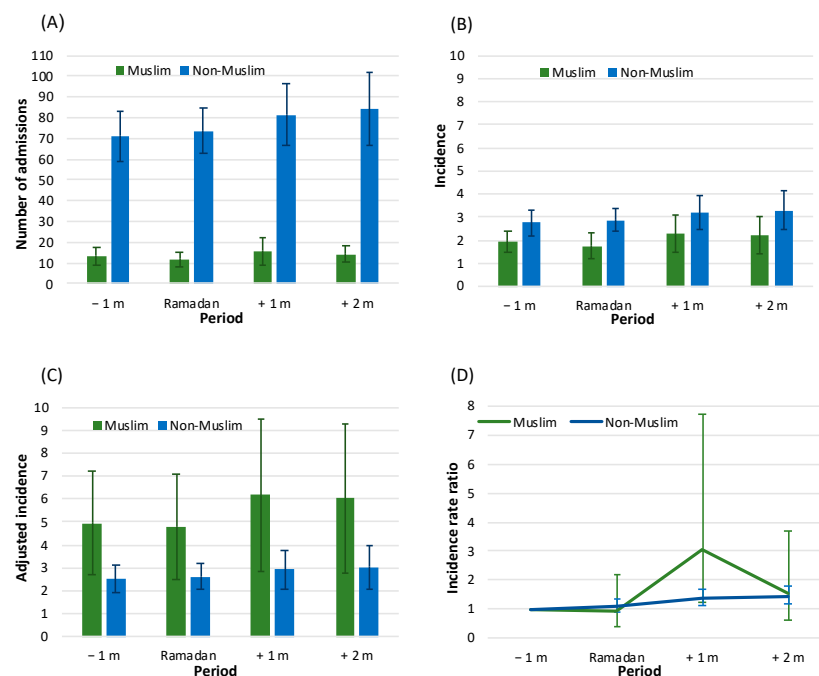 (A)
Muslim Non-Muslim
Number of admissions
110
100
90
80
70
60
50
40
30
20
10
0
− 1 m Ramadan + 1 m + 2 m
Period
(B)
Muslim Non-Muslim
Incidence
10
9
8
7
6
5
4
3
2
1
0
− 1 m Ramadan + 1 m + 2 m
Period
(C)
Muslim Non-Muslim
Adjusted incidence
10
9
8
7
6
5
4
3
2
1
0
− 1 m Ramadan + 1 m + 2 m
Period
(D)
Muslim Non-Muslim
Incidence rate ratio
8
7
6
5
4
3
2
1
0
− 1 m Ramadan + 1 m + 2 m
Period